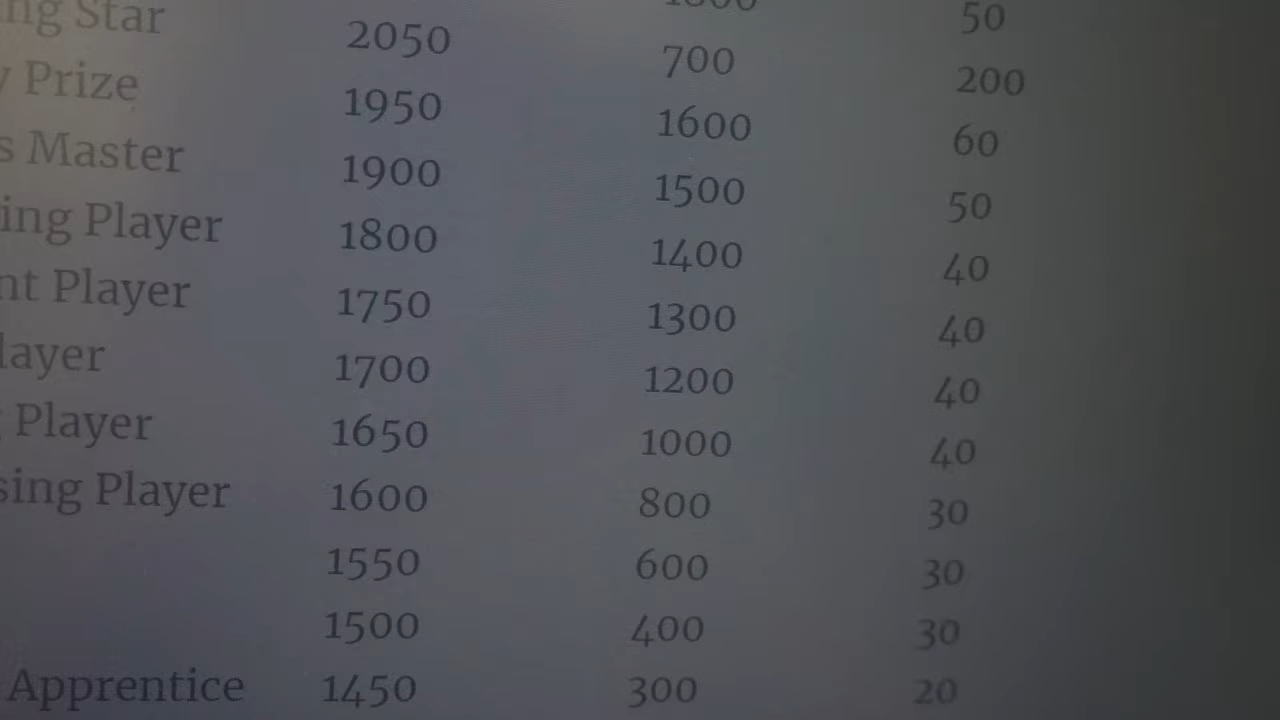 50
ng Star 2050 700 200
y Prize 1950 1600 60
s Master 1900 1500 50
ing Player 1800 1400 40
nt Player 1750 1300 40
layer 1700 1200 40
Player 1650 1000 40
sing Player 1600 800 30
1550 600 30
1500 400 30
Apprentice 1450 300 20